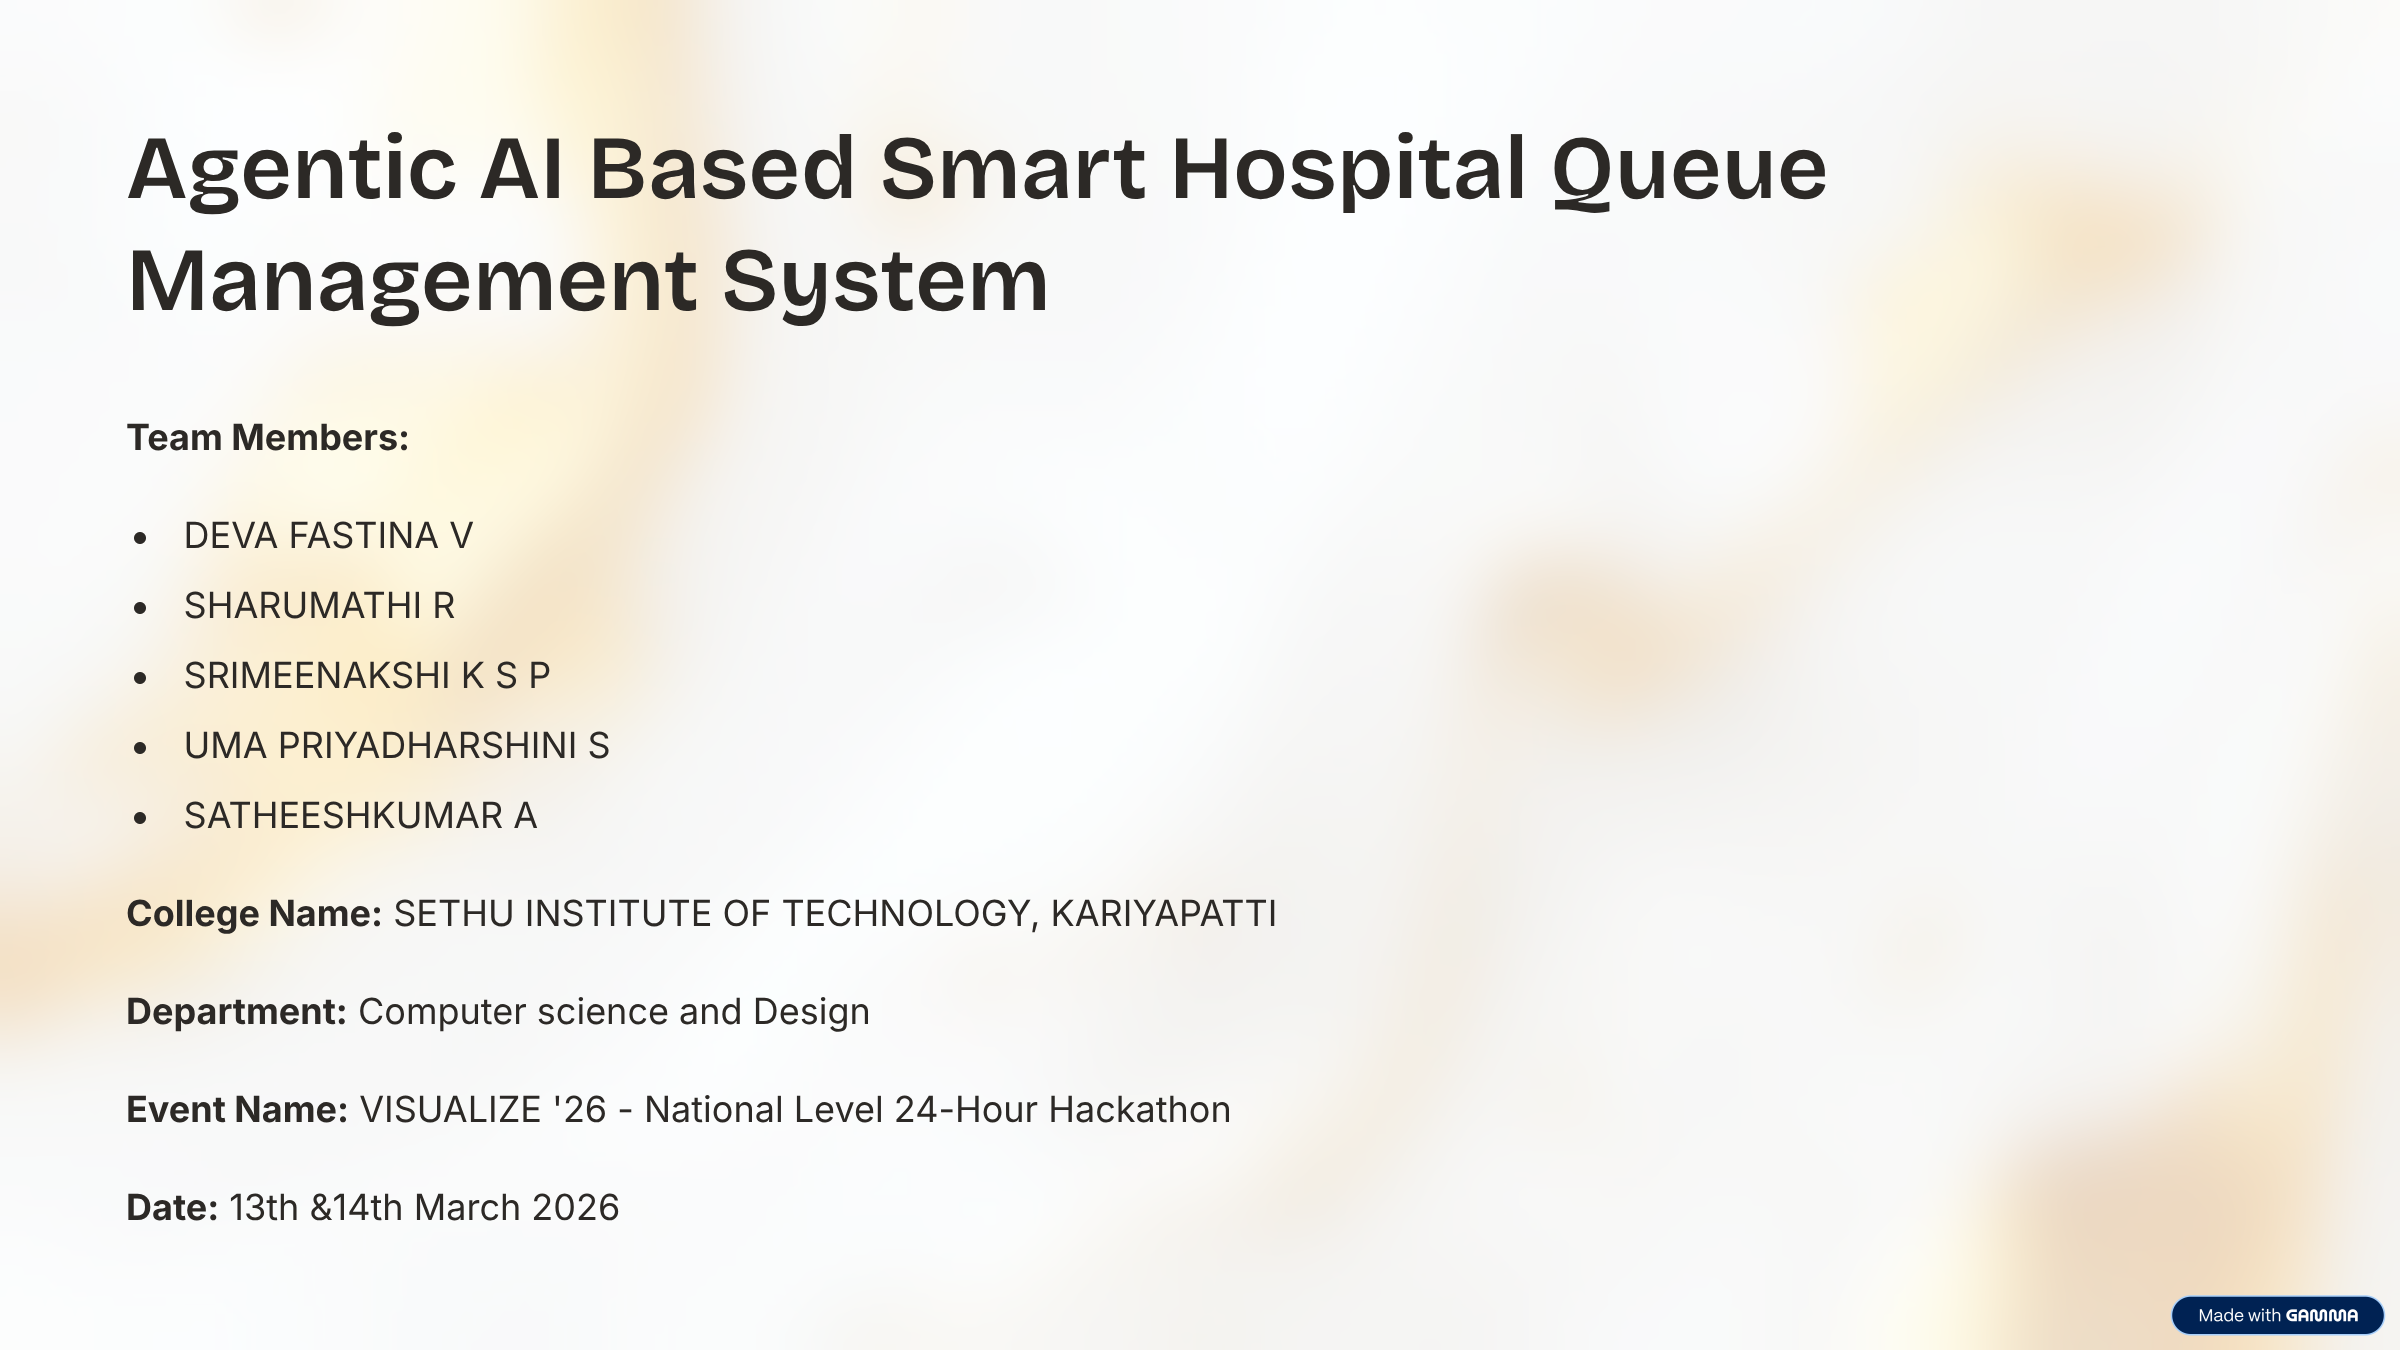 Agentic AI Based Smart Hospital Queue
Management System
Team Members:
• DEVA FASTINA V
• SHARUMATHI R
• SRIMEENAKSHI K S P
• UMA PRIYADHARSHINI S
• SATHEESHKUMAR A
College Name: SETHU INSTITUTE OF TECHNOLOGY, KARIYAPATTI
Department: Computer science and Design
Event Name: VISUALIZE '26 - National Level 24-Hour Hackathon
Date: 13th &14th March 2026
Made with GAMMA